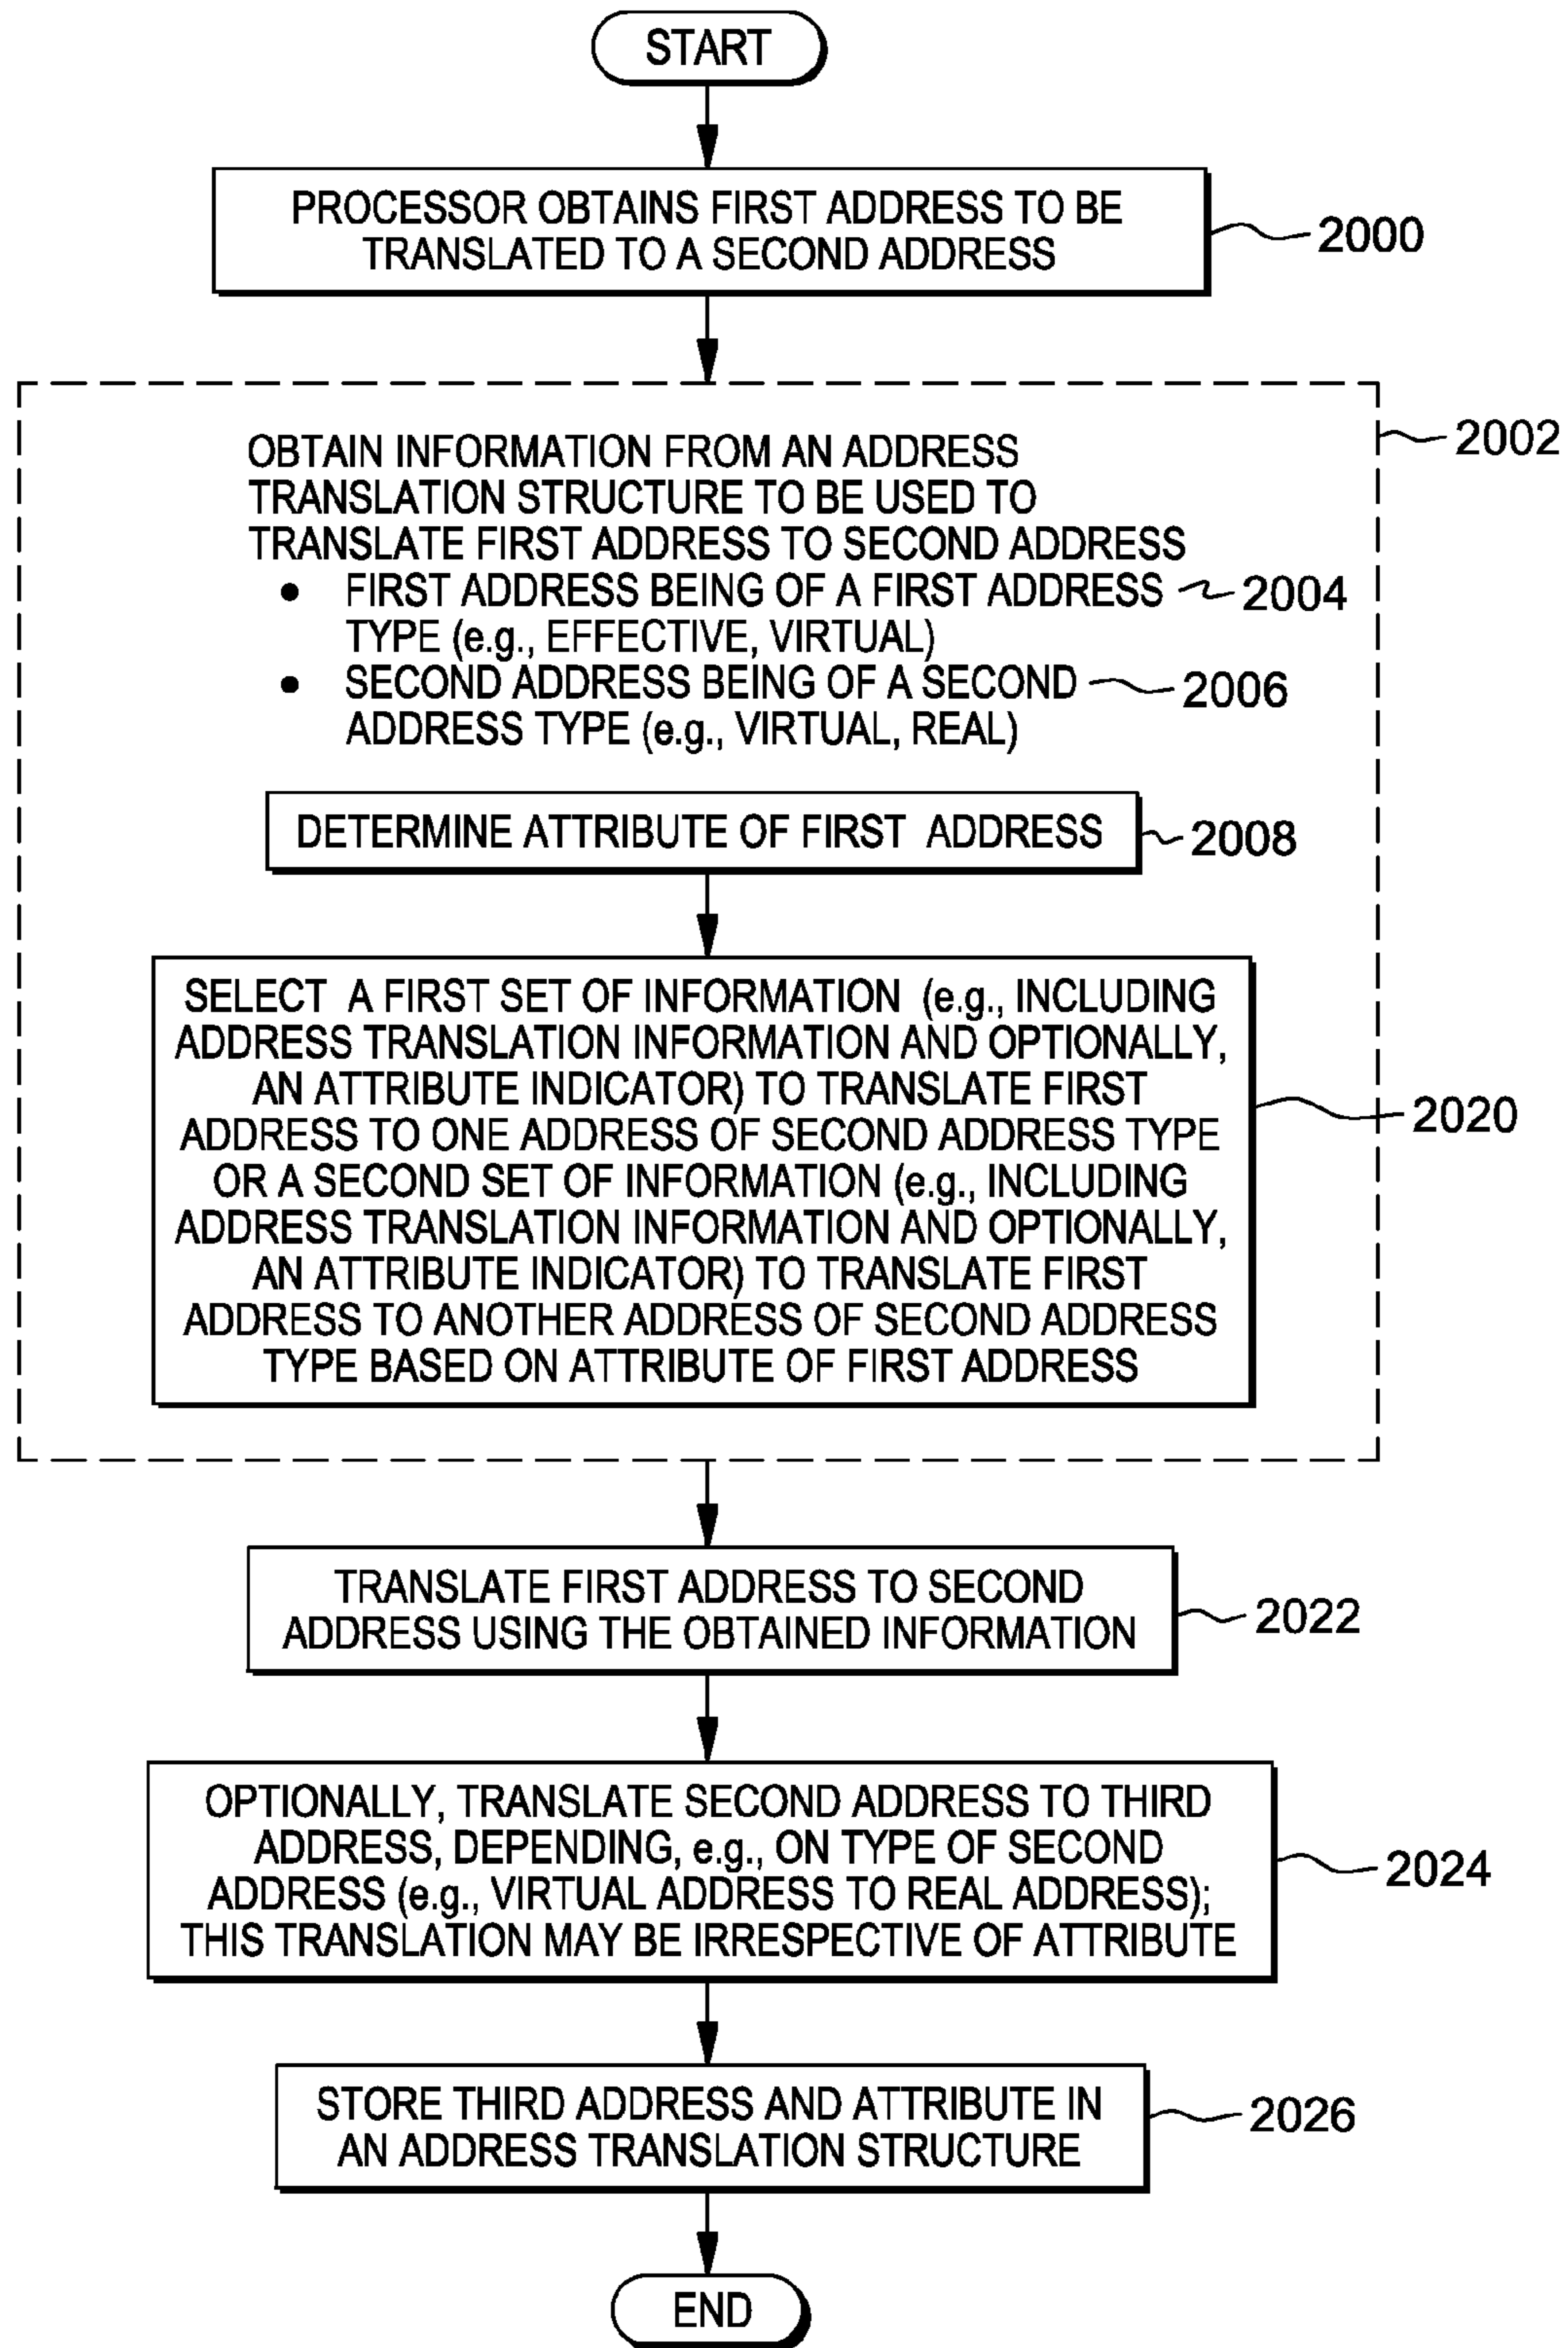 START
PROCESSOR OBTAINS FIRST ADDRESS TO BE
TRANSLATED TO A SECOND ADDRESS
2000
2002
OBTAIN INFORMATION FROM AN ADDRESS
TRANSLATION STRUCTURE TO BE USED TO
TRANSLATE FIRST ADDRESS TO SECOND ADDRESS
• FIRST ADDRESS BEING OF A FIRST ADDRESS
2004
TYPE (e.g., EFFECTIVE, VIRTUAL)
• SECOND ADDRESS BEING OF A SECOND
2006
ADDRESS TYPE (e.g., VIRTUAL, REAL)
DETERMINE ATTRIBUTE OF FIRST ADDRESS
2008
SELECT A FIRST SET OF INFORMATION (e.g., INCLUDING
ADDRESS TRANSLATION INFORMATION AND OPTIONALLY,
AN ATTRIBUTE INDICATOR) TO TRANSLATE FIRST
ADDRESS TO ONE ADDRESS OF SECOND ADDRESS TYPE
OR A SECOND SET OF INFORMATION (e.g., INCLUDING
ADDRESS TRANSLATION INFORMATION AND OPTIONALLY,
AN ATTRIBUTE INDICATOR) TO TRANSLATE FIRST
ADDRESS TO ANOTHER ADDRESS OF SECOND ADDRESS
TYPE BASED ON ATTRIBUTE OF FIRST ADDRESS
2020
TRANSLATE FIRST ADDRESS TO SECOND
ADDRESS USING THE OBTAINED INFORMATION
2022
OPTIONALLY, TRANSLATE SECOND ADDRESS TO THIRD
ADDRESS, DEPENDING, e.g., ON TYPE OF SECOND
ADDRESS (e.g., VIRTUAL ADDRESS TO REAL ADDRESS);
THIS TRANSLATION MAY BE IRRESPECTIVE OF ATTRIBUTE
2024
STORE THIRD ADDRESS AND ATTRIBUTE IN
AN ADDRESS TRANSLATION STRUCTURE
2026
END